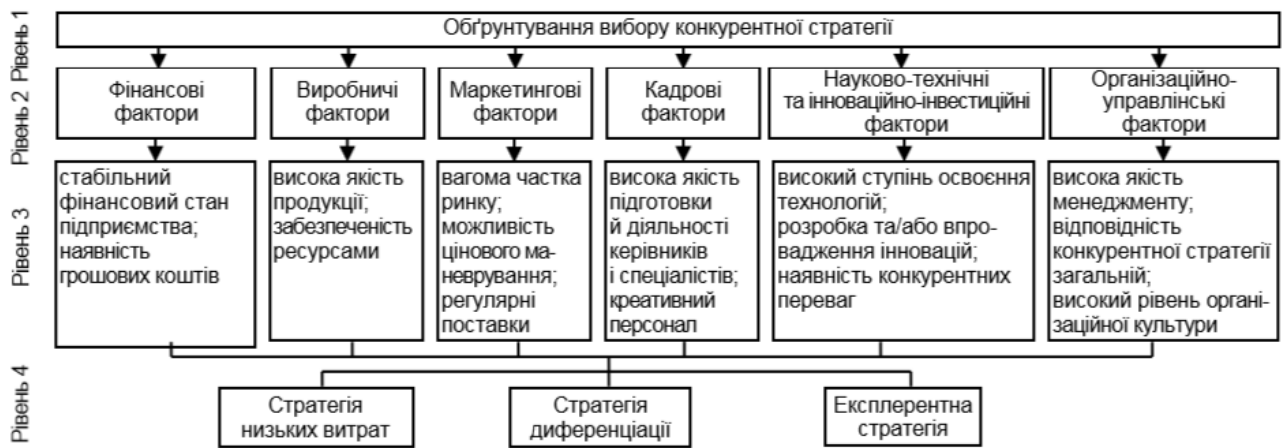 Рівень 1
Обґрунтування вибору конкурентної стратегії
Рівень 2
Фінансові
фактори
Виробничі
фактори
Маркетингові
фактори
Кадрові
фактори
Науково-технічні
та інноваційно-інвестиційні
фактори
Організаційно-
управлінські
фактори
Рівень 3
стабільний
фінансовий стан
підприємства;
наявність
грошових коштів
висока якість
продукції;
забезпеченість
ресурсами
вагома частка
ринку;
можливість
цінового ма-
неврування;
регулярні
поставки
висока якість
підготовки
й діяльності
керівників
і спеціалістів;
креативний
персонал
високий ступінь освоєння
технологій;
розробка та/або впро-
вадження інновацій;
наявність конкурентних
переваг
висока якість
менеджменту;
відповідність
конкурентної стратегії
загальній;
високий рівень органі-
заційної культури
Рівень 4
Стратегія
низьких витрат
Стратегія
диференціації
Експлерентна
стратегія